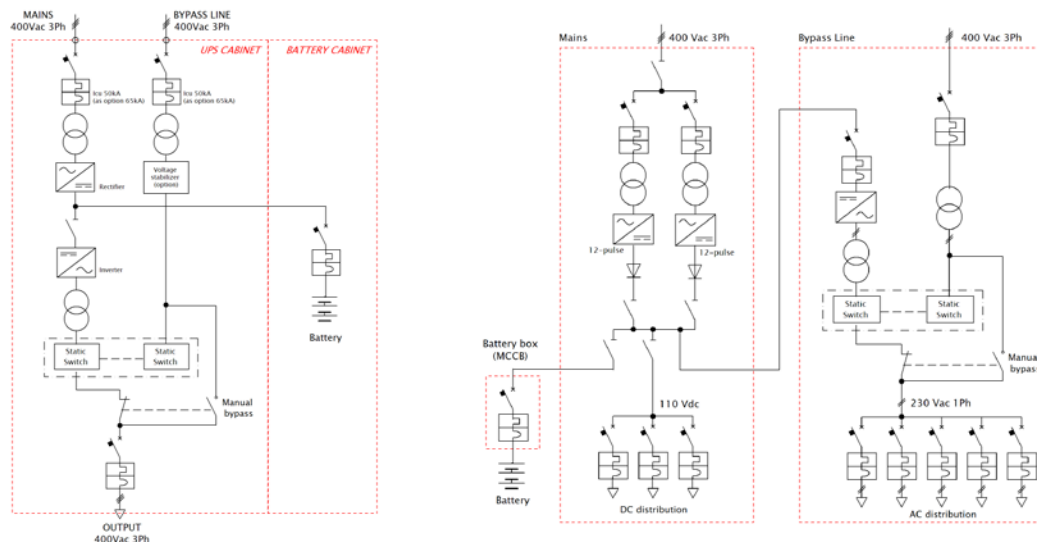 MAINS
400Vac 3Ph
BYPASS LINE
400Vac 3Ph
UPS CABINET
BATTERY CABINET
Icu 50kA
(as option 65kA)
Icu 50kA
(as option 65kA)
Rectifier
Voltage
stabilizer
(option)
Inverter
Battery
Static
Switch
Static
Switch
Manual
bypass
OUTPUT
400Vac 3Ph
Mains
400 Vac 3Ph
12-pulse
12-pulse
Battery box
(MCCB)
Battery
110 Vdc
DC distribution
Bypass Line
400 Vac 3Ph
Static
Switch
Static
Switch
Manual
bypass
230 Vac 1Ph
AC distribution